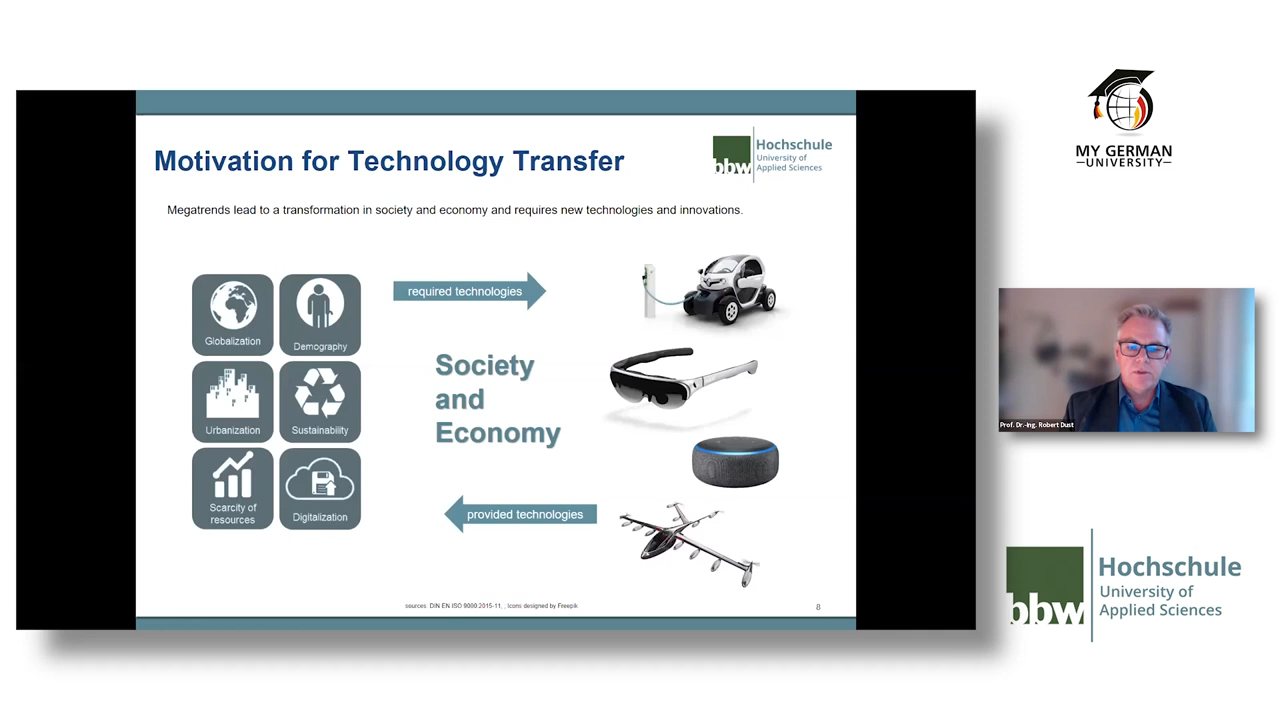 Motivation for Technology Transfer
bbw
Hochschule
University of
Applied Sciences
Megatrends lead to a transformation in society and economy and requires new technologies and innovations.
Globalization
Demography
Urbanization
Sustainability
Scarcity of
resources
Digitalization
required technologies
Society
and
Economy
provided technologies
sources: DIN EN ISO 9000:2015-11, , Icons designed by Freepik
8
MY GERMAN
UNIVERSITY
Prof. Dr.-Ing. Robert Dust
bbw
Hochschule
University of
Applied Sciences